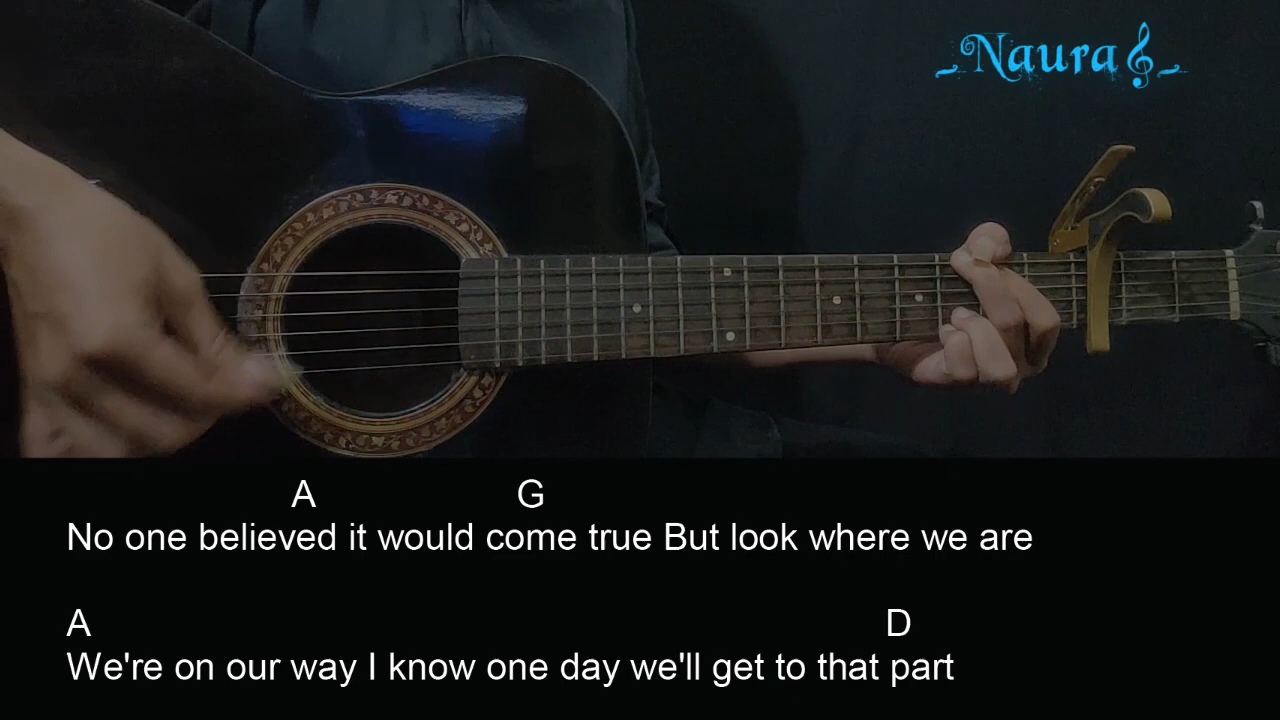 Naura
A G
No one believed it would come true But look where we are
A D
We're on our way I know one day we'll get to that part